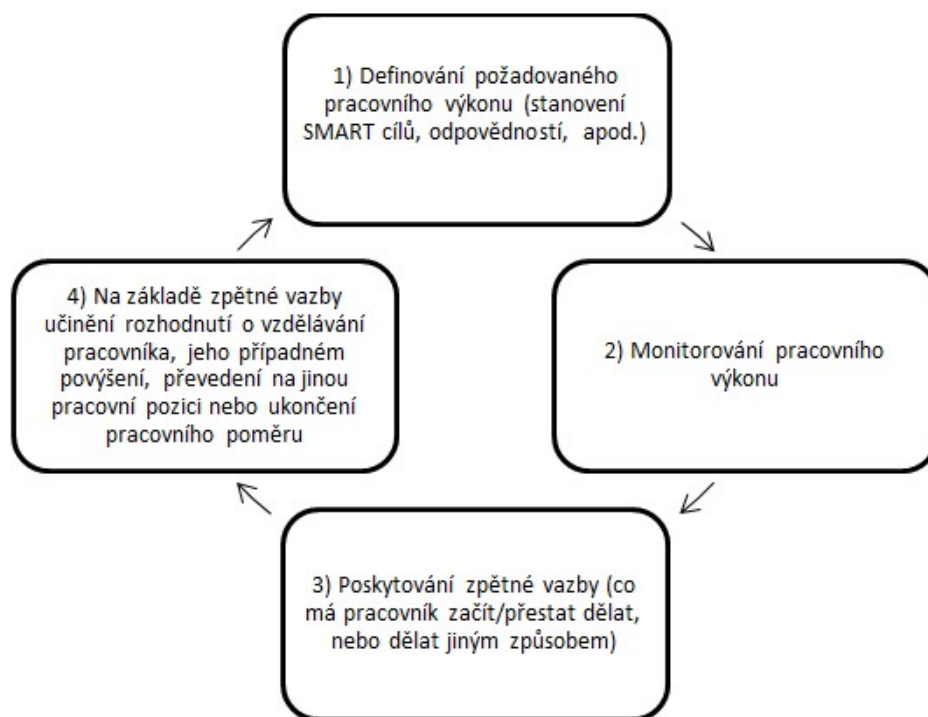 1) Definování požadovaného
pracovního výkonu (stanovení
SMART cílů, odpovědností, apod.)
2) Monitorování pracovního
výkonu
3) Poskytování zpětné vazby (co
má pracovník začít/přestat dělat,
nebo dělat jiným způsobem)
4) Na základě zpětné vazby
učinění rozhodnutí o vzdělávání
pracovníka, jeho případném
povýšení, převedení na jinou
pracovní pozici nebo ukončení
pracovního poměru